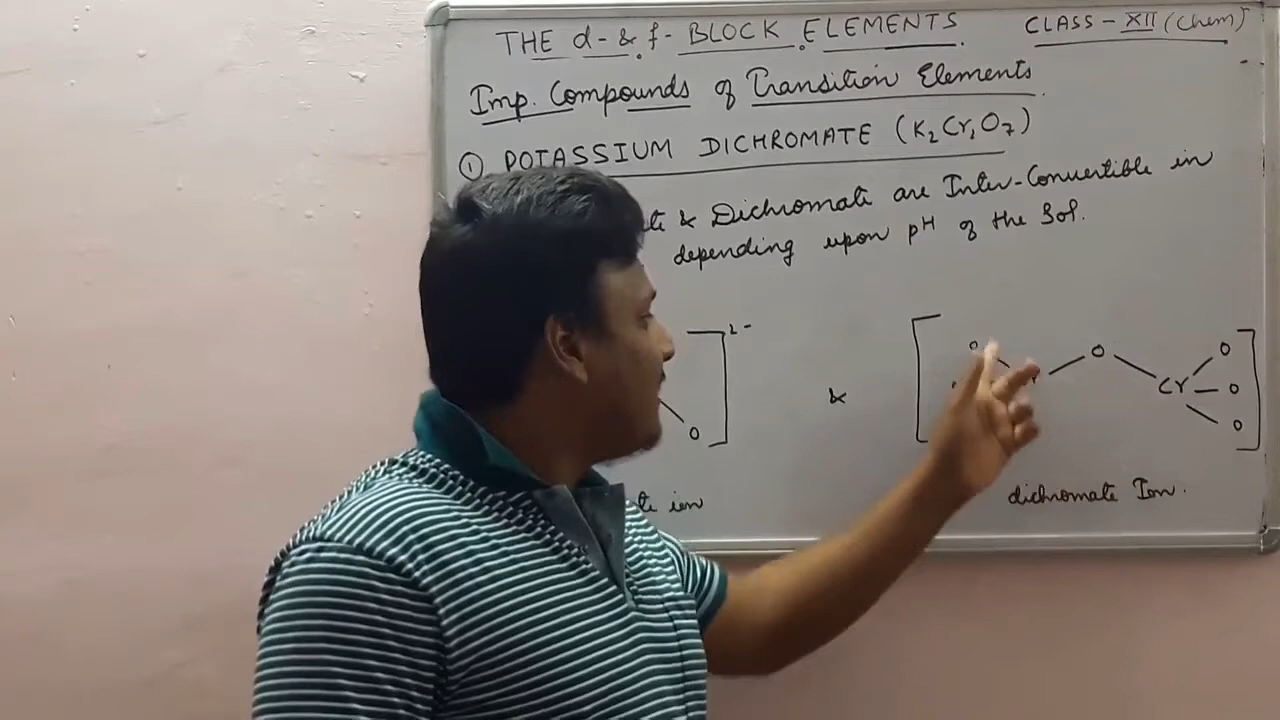 THE d- & f- BLOCK ELEMENTS. CLASS - XII (Chem)
Imp. Compounds of Transition Elements.
① POTASSIUM DICHROMATE (K₂Cr₂O₇)
& Dichromate are Inter-Convertible in
depending upon pH of the Sol.
2-
O
&
O O Cr O O O
ion
dichromate Ion.